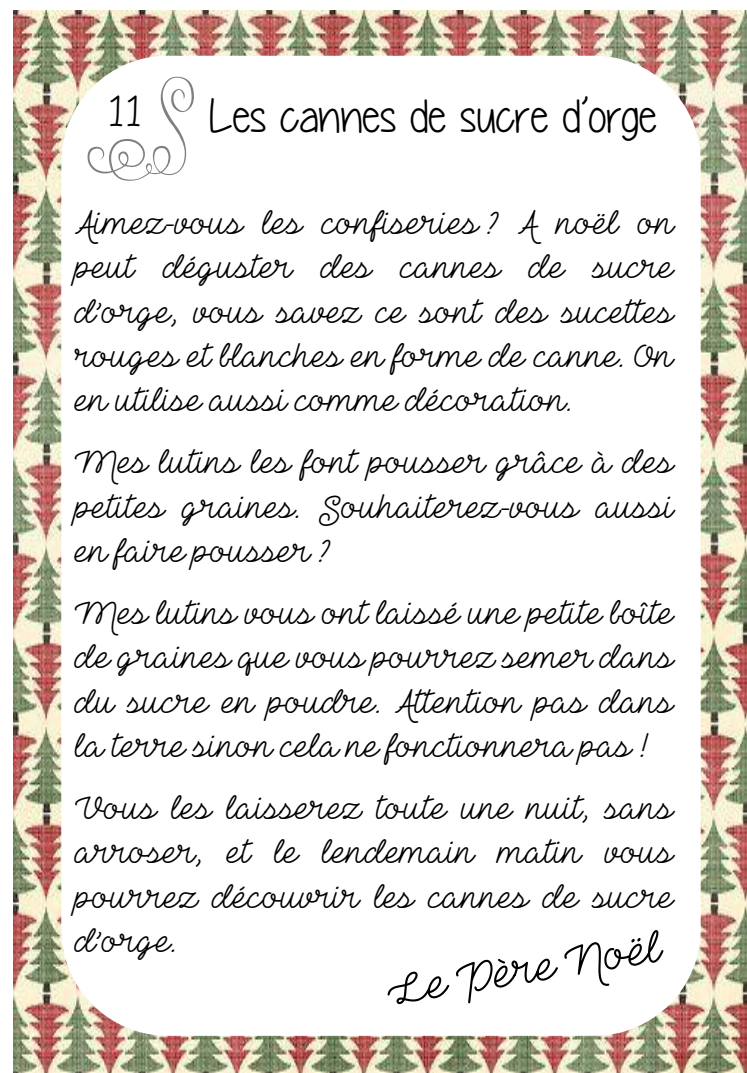 11 Les cannes de sucre d'orge
Aimez-vous les confiseries ? A noël on
peut déguster des cannes de sucre
d'orge, vous savez ce sont des sucettes
rouges et blanches en forme de canne. On
en utilise aussi comme décoration.
Mes lutins les font pousser grâce à des
petites graines. Souhaiterez-vous aussi
en faire pousser ?
Mes lutins vous ont laissé une petite boîte
de graines que vous pourrez semer dans
du sucre en poudre. Attention pas dans
la terre sinon cela ne fonctionnera pas !
Vous les laisserez toute une nuit, sans
arroser, et le lendemain matin vous
pourrez découvrir les cannes de sucre
d'orge.
Le Père Noël